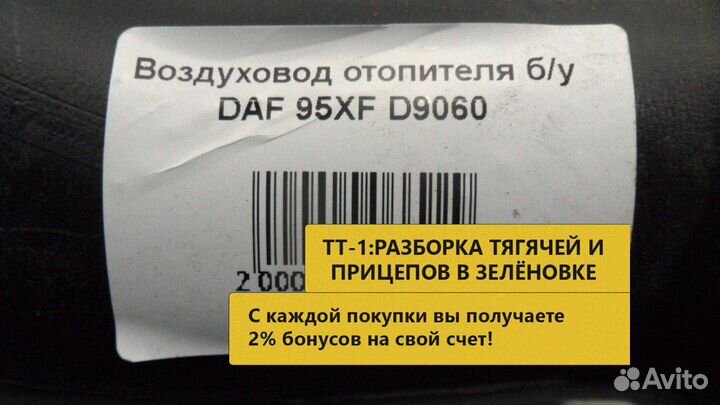 Воздуховод отопителя б/у
DAF 95XF D9060
2 000
ТТ-1:РАЗБОРКА ТЯГАЧЕЙ И
ПРИЦЕПОВ В ЗЕЛЁНОВКЕ
С каждой покупки вы получаете
2% бонусов на свой счет!
Avito